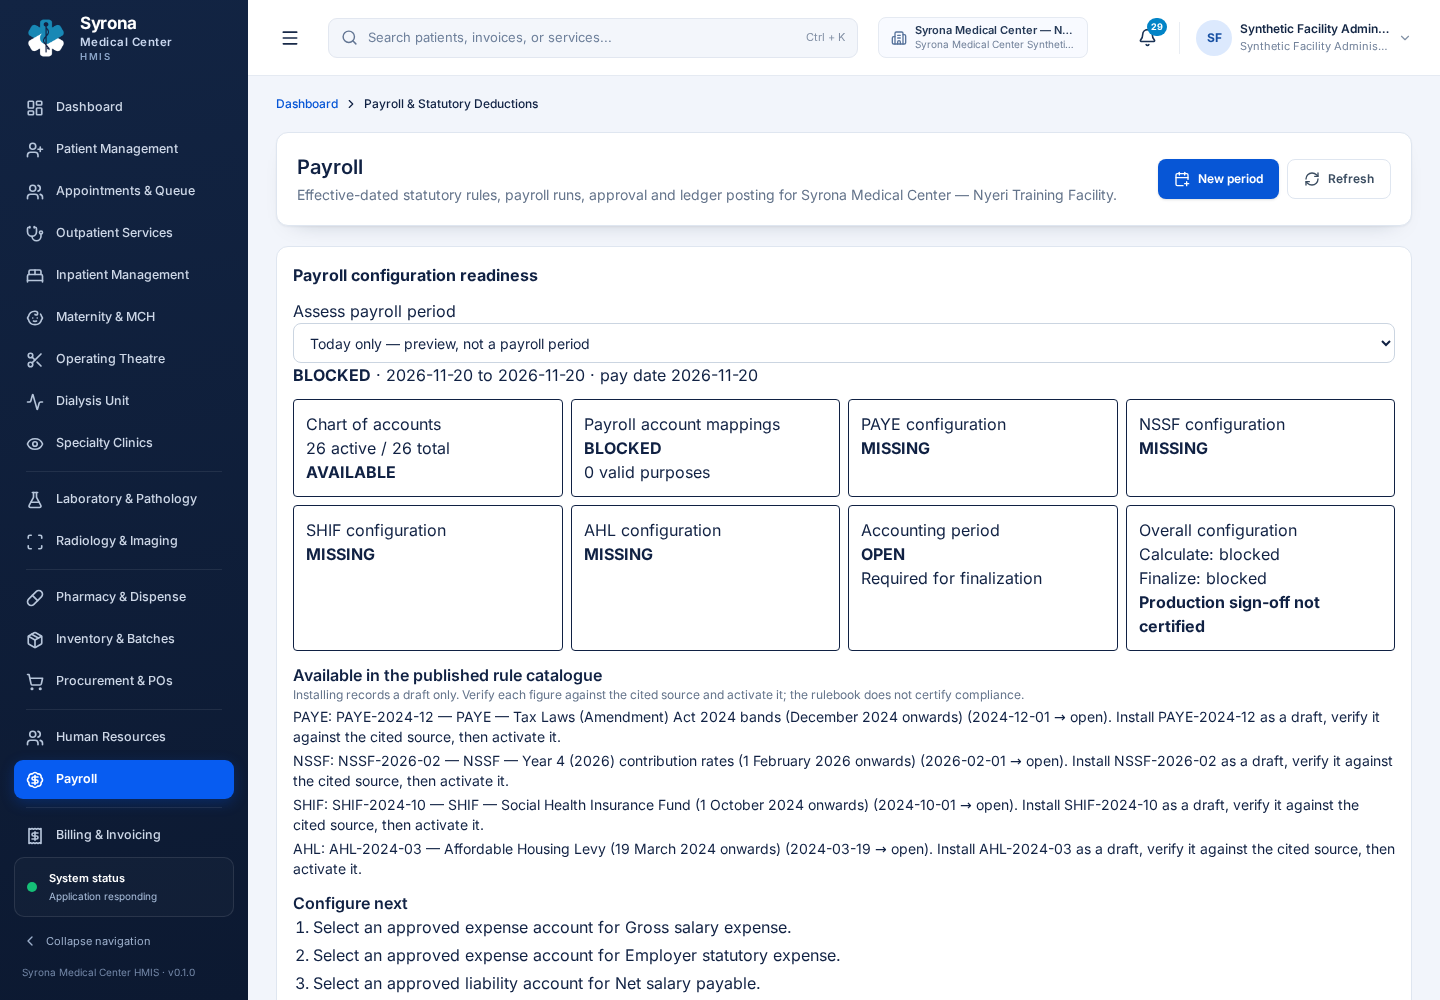 Syrona
Medical Center
HMIS
Search patients, invoices, or services...
Ctrl + K
Syrona Medical Center — N...
Syrona Medical Center Syntheti...
29
SF
Synthetic Facility Admin...
Synthetic Facility Adminis...
Dashboard
Patient Management
Appointments & Queue
Outpatient Services
Inpatient Management
Maternity & MCH
Operating Theatre
Dialysis Unit
Specialty Clinics
Laboratory & Pathology
Radiology & Imaging
Pharmacy & Dispense
Inventory & Batches
Procurement & POs
Human Resources
Payroll
Billing & Invoicing
System status
Application responding
Collapse navigation
Syrona Medical Center HMIS · v0.1.0
Dashboard > Payroll & Statutory Deductions
Payroll
Effective-dated statutory rules, payroll runs, approval and ledger posting for Syrona Medical Center — Nyeri Training Facility.
New period
Refresh
Payroll configuration readiness
Assess payroll period
Today only — preview, not a payroll period
BLOCKED · 2026-11-20 to 2026-11-20 · pay date 2026-11-20
Chart of accounts
26 active / 26 total
AVAILABLE
Payroll account mappings
BLOCKED
0 valid purposes
PAYE configuration
MISSING
NSSF configuration
MISSING
SHIF configuration
MISSING
AHL configuration
MISSING
Accounting period
OPEN
Required for finalization
Overall configuration
Calculate: blocked
Finalize: blocked
Production sign-off not
certified
Available in the published rule catalogue
Installing records a draft only. Verify each figure against the cited source and activate it; the rulebook does not certify compliance.
PAYE: PAYE-2024-12 — PAYE — Tax Laws (Amendment) Act 2024 bands (December 2024 onwards) (2024-12-01 → open). Install PAYE-2024-12 as a draft, verify it
against the cited source, then activate it.
NSSF: NSSF-2026-02 — NSSF — Year 4 (2026) contribution rates (1 February 2026 onwards) (2026-02-01 → open). Install NSSF-2026-02 as a draft, verify it against
the cited source, then activate it.
SHIF: SHIF-2024-10 — SHIF — Social Health Insurance Fund (1 October 2024 onwards) (2024-10-01 → open). Install SHIF-2024-10 as a draft, verify it against the
cited source, then activate it.
AHL: AHL-2024-03 — Affordable Housing Levy (19 March 2024 onwards) (2024-03-19 → open). Install AHL-2024-03 as a draft, verify it against the cited source, then
activate it.
Configure next
1. Select an approved expense account for Gross salary expense.
2. Select an approved expense account for Employer statutory expense.
3. Select an approved liability account for Net salary payable.